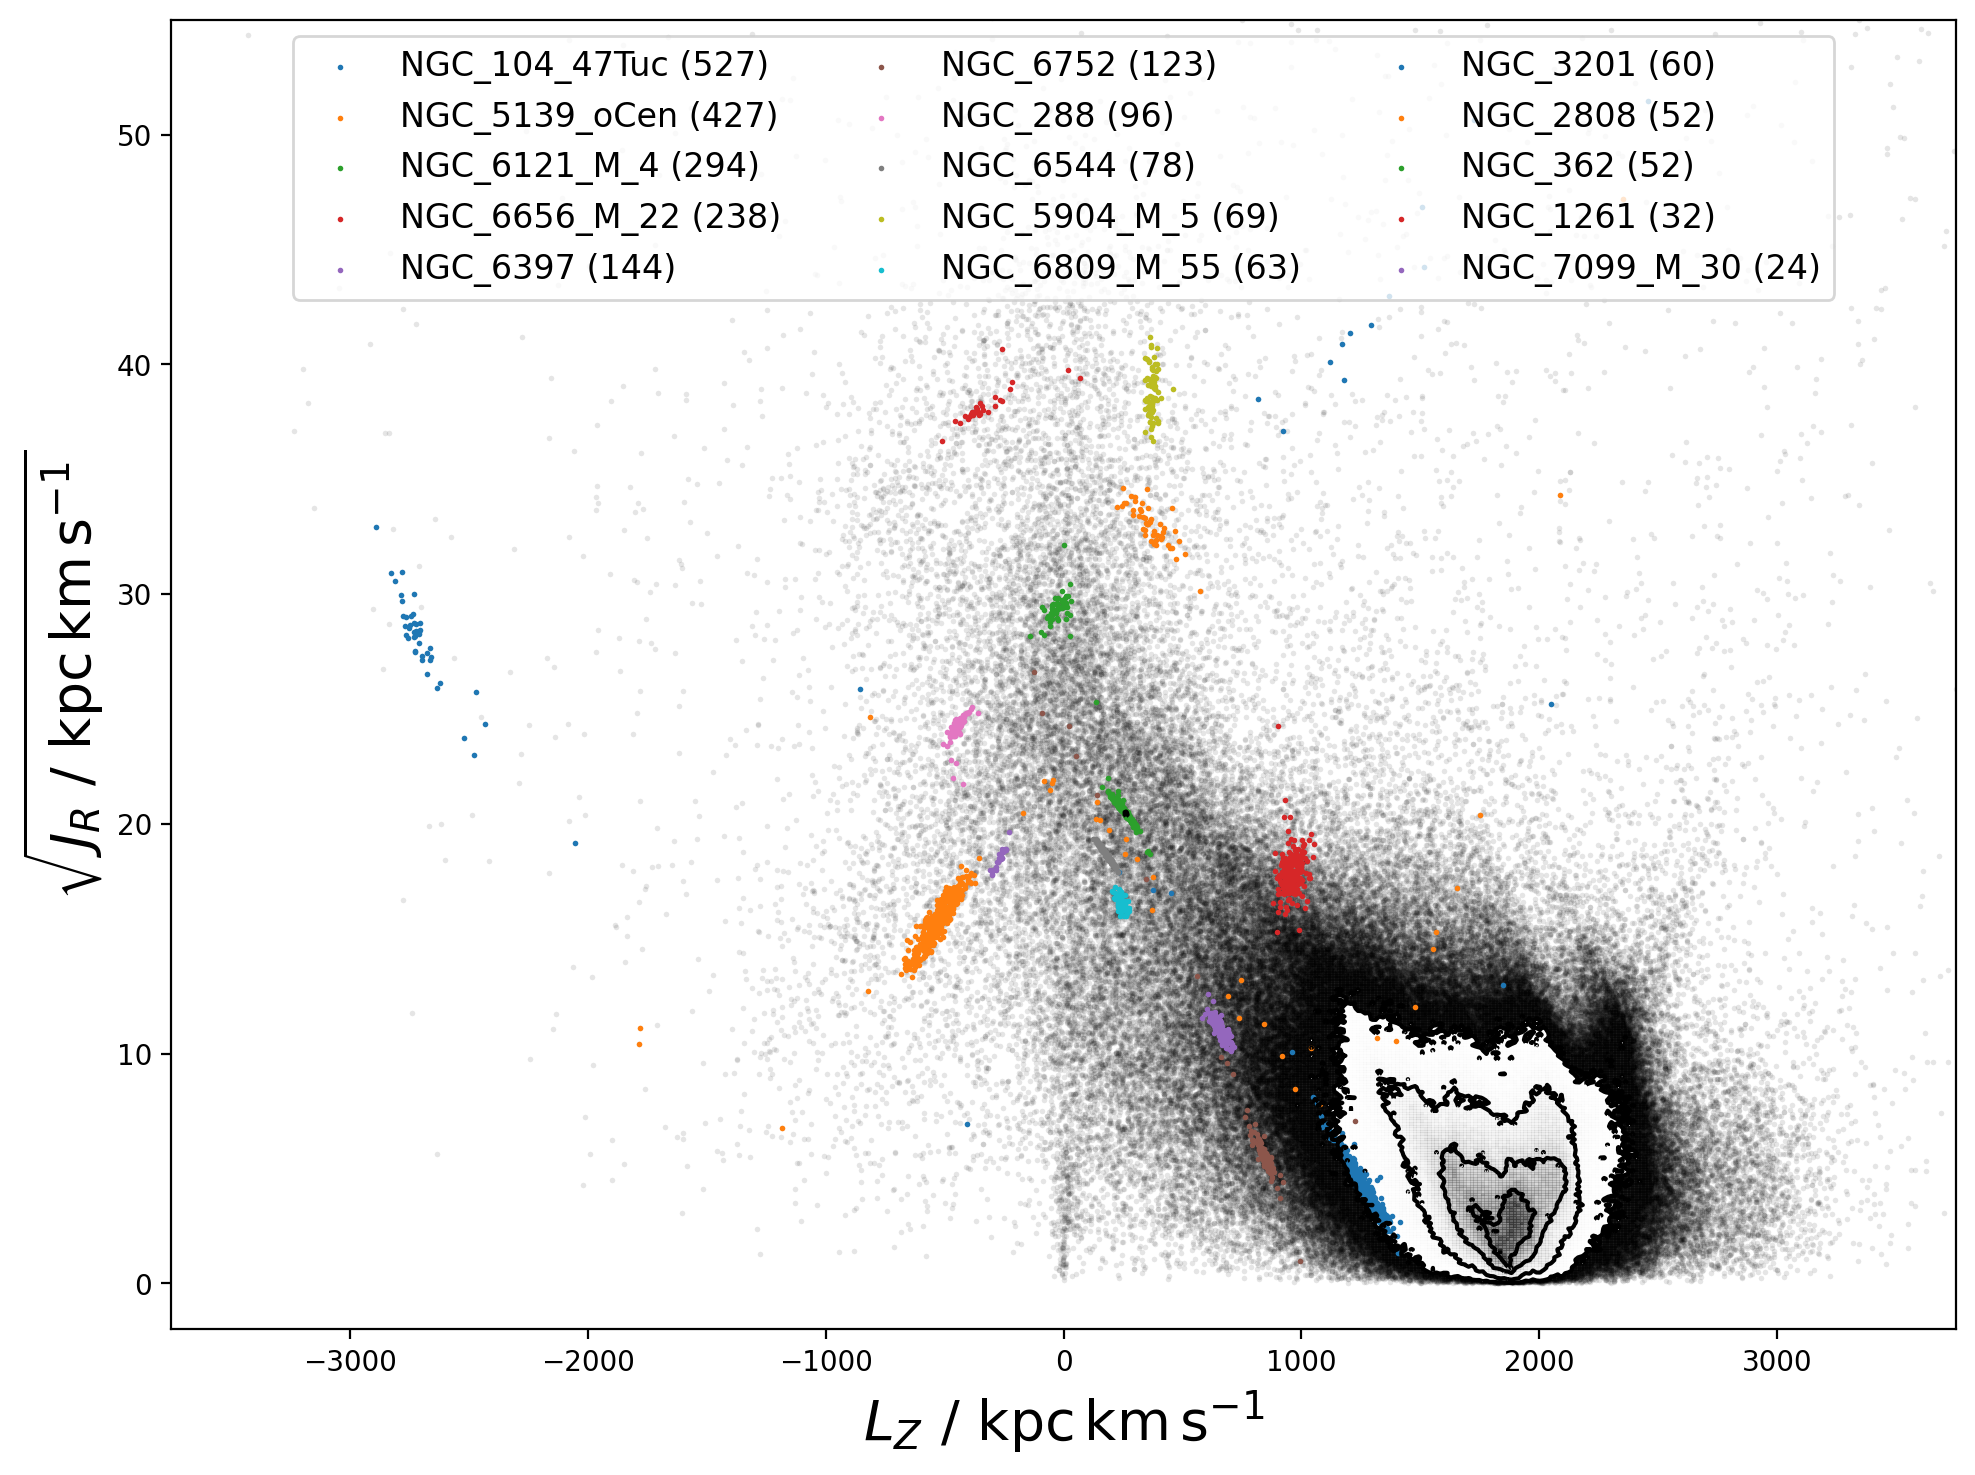 NGC_104_47Tuc (527)
NGC_5139_oCen (427)
NGC_6121_M_4 (294)
NGC_6656_M_22 (238)
NGC_6397 (144)
NGC_6752 (123)
NGC_288 (96)
NGC_6544 (78)
NGC_5904_M_5 (69)
NGC_6809_M_55 (63)
NGC_3201 (60)
NGC_2808 (52)
NGC_362 (52)
NGC_1261 (32)
NGC_7099_M_30 (24)
50
40
30
20
10
0
√J_R / kpc km s⁻¹
−3000 −2000 −1000 0 1000 2000 3000
L_Z / kpc km s⁻¹